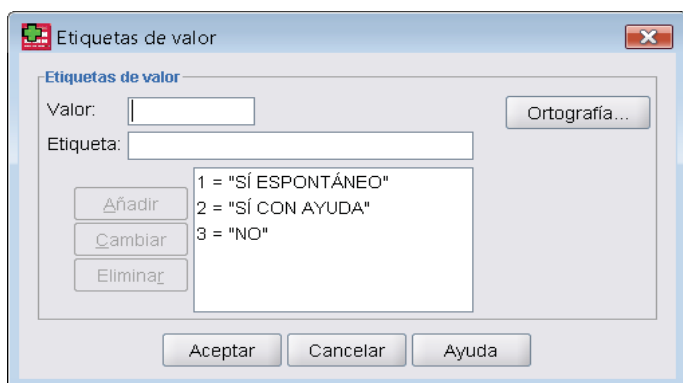 Etiquetas de valor
Etiquetas de valor
Valor:
Ortografía...
Etiqueta:
Añadir
Cambiar
Eliminar
1 = "SÍ ESPONTÁNEO"
2 = "SÍ CON AYUDA"
3 = "NO"
Aceptar
Cancelar
Ayuda